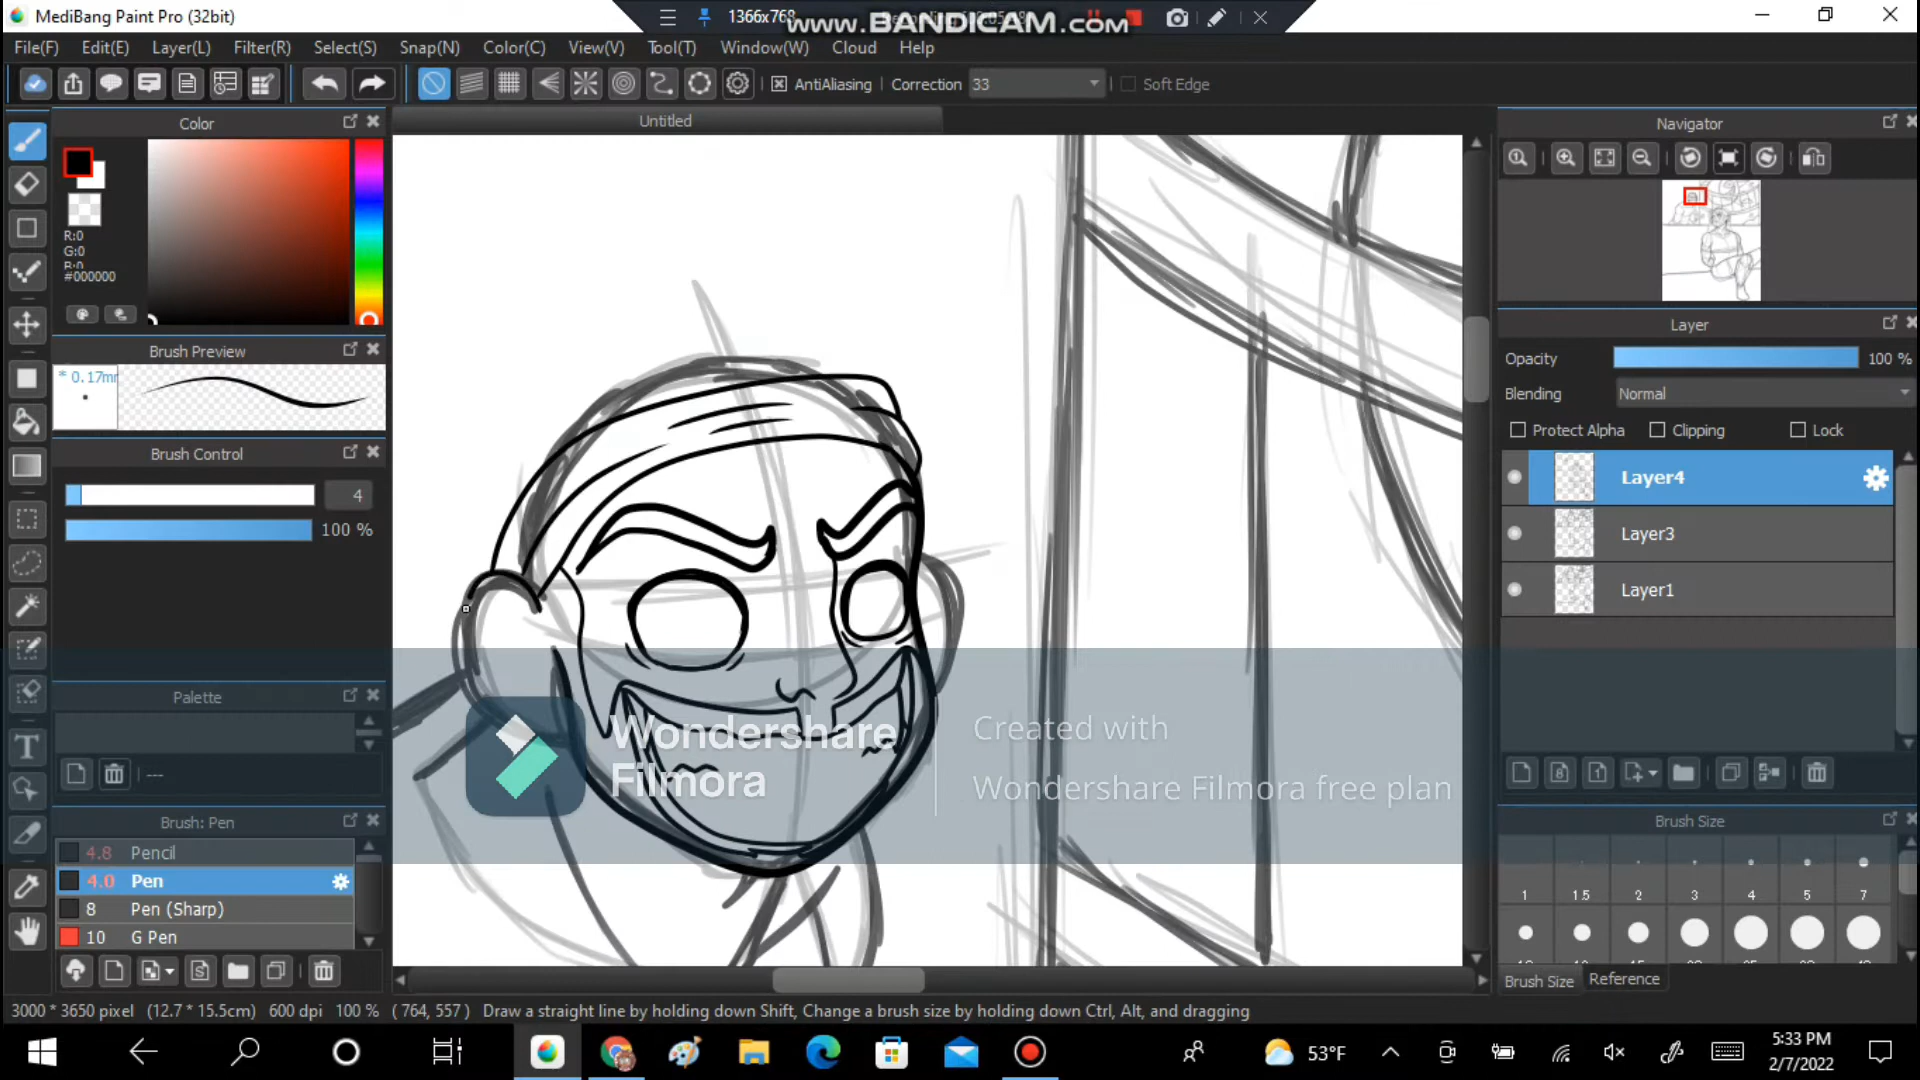 MediBang Paint Pro (32bit)
1366x768
www.BANDICAM.com
File(F) Edit(E) Layer(L) Filter(R) Select(S) Snap(N) Color(C) View(V) Tool(T) Window(W) Cloud Help
AntiAliasing Correction 33 Soft Edge
Color
Untitled
Navigator
R:0
G:0
B:0
#000000
Layer
Brush Preview
Opacity 100 %
* 0.17mm
Blending Normal
Protect Alpha Clipping Lock
Brush Control
4
100 %
Layer4
Layer3
Layer1
Palette
---
Wondershare
Filmora
Created with
Wondershare Filmora free plan
Brush: Pen
4.8 Pencil
4.0 Pen
8 Pen (Sharp)
10 G Pen
Brush Size
1 1.5 2 3 4 5 7
Brush Size Reference
3000 * 3650 pixel (12.7 * 15.5cm) 600 dpi 100 % ( 764, 557 ) Draw a straight line by holding down Shift, Change a brush size by holding down Ctrl, Alt, and dragging
53°F
5:33 PM
2/7/2022